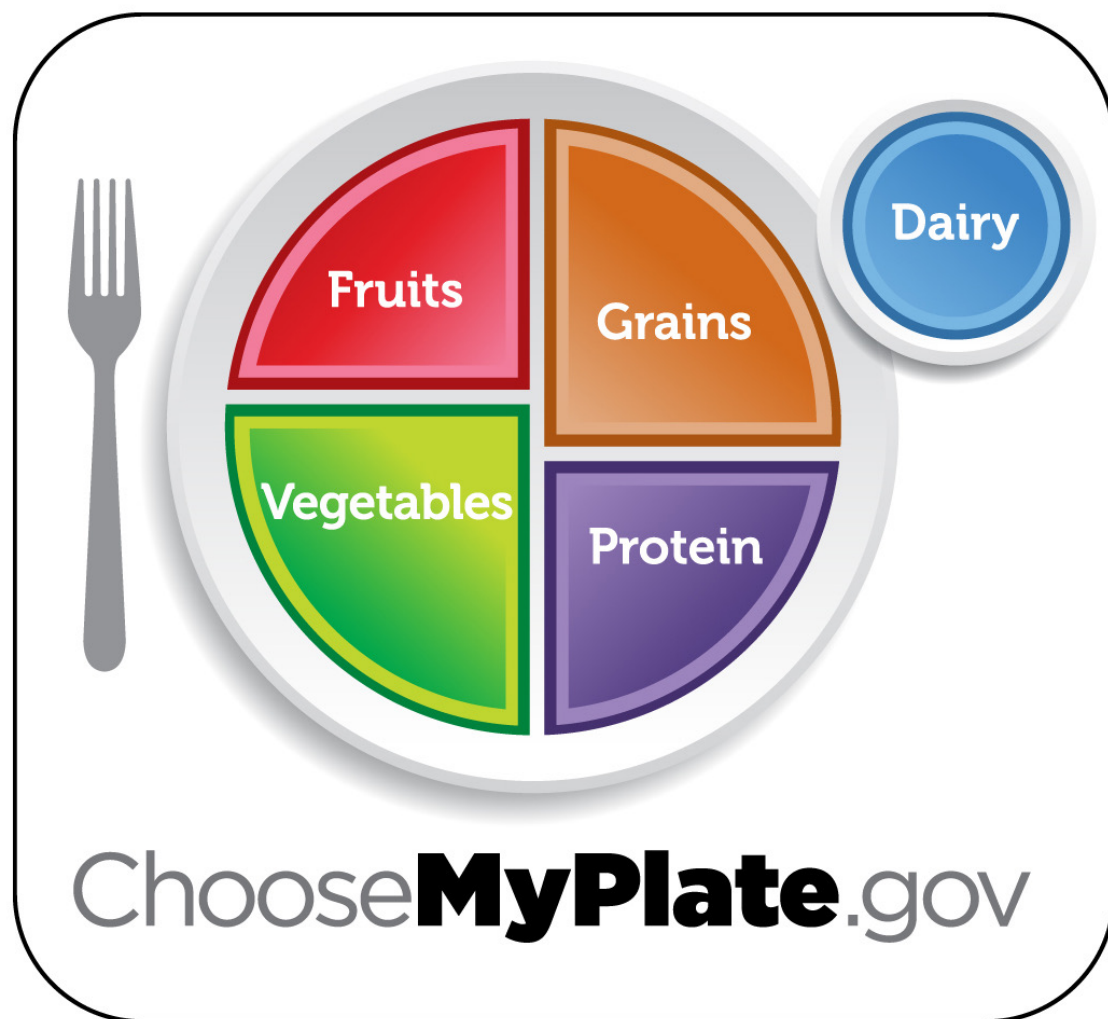 Dairy
Fruits
Grains
Vegetables
Protein
ChooseMyPlate.gov